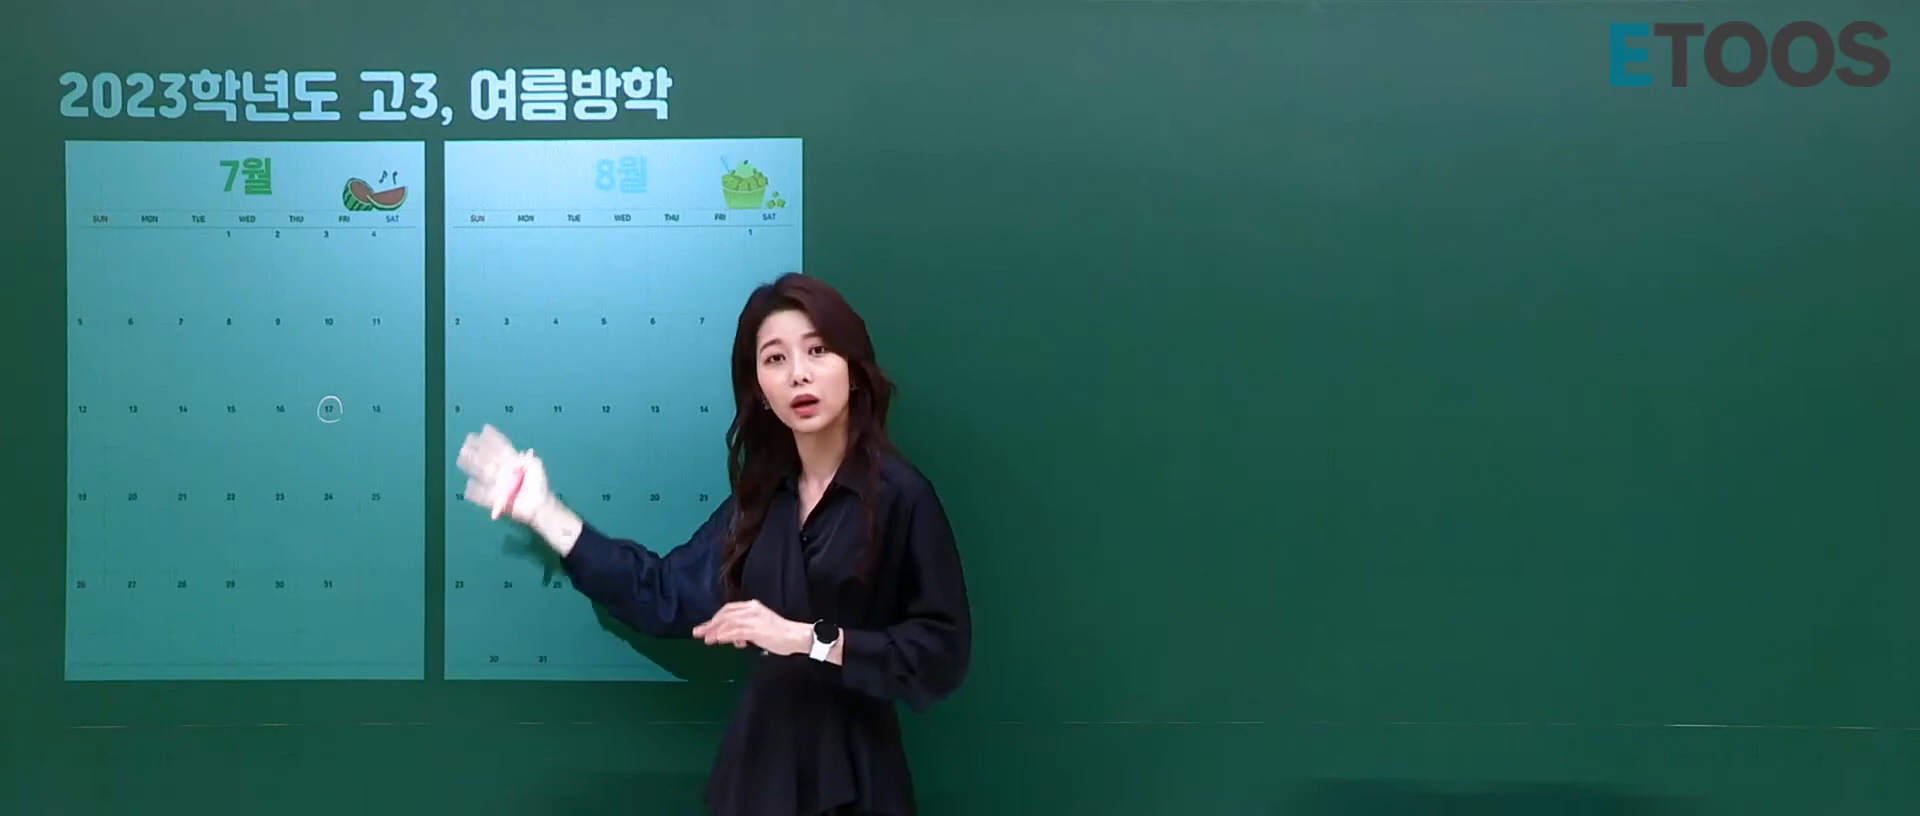 ETOOS
2023학년도 고3, 여름방학
7월
SUN MON TUE WED THU FRI SAT
1 2 3 4
5 6 7 8 9 10 11
12 13 14 15 16 17 18
19 20 21 22 23 24 25
26 27 28 29 30 31
8월
SUN MON TUE WED THU FRI SAT
1
2 3 4 5 6 7
9 10 11 12 13 14
19 20 21
23 24 25
30 31